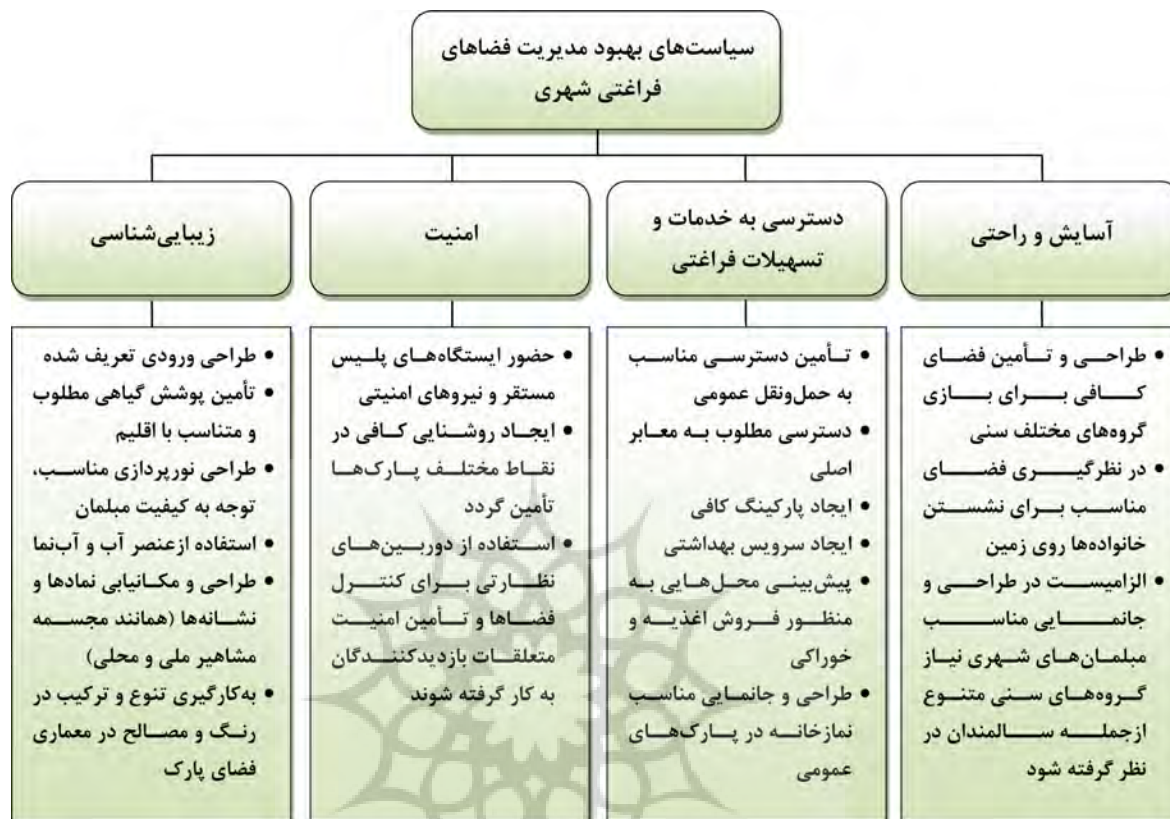 سیاست‌های بهبود مدیریت فضاهای
فراغتی شهری
آسایش و راحتی
دسترسی به خدمات و
تسهیلات فراغتی
امنیت
زیبایی‌شناسی
• طراحی و تأمین فضای
کافی برای بازی
گروه‌های مختلف سنی
• در نظرگیری فضای
مناسب برای نشستن
خانواده‌ها روی زمین
• الزامیست در طراحی و
جانمایی مناسب
مبلمان‌های شهری نیاز
گروه‌های سنی متنوع
ازجمله سالمندان در
نظر گرفته شود
• تأمین دسترسی مناسب
به حمل‌ونقل عمومی
• دسترسی مطلوب به معابر
اصلی
• ایجاد پارکینگ کافی
• ایجاد سرویس بهداشتی
• پیش‌بینی محل‌هایی به
منظور فروش اغذیه و
خوراکی
• طراحی و جانمایی مناسب
نمازخانه در پارک‌های
عمومی
• حضور ایستگاه‌های پلیس
مستقر و نیروهای امنیتی
• ایجاد روشنایی کافی در
نقاط مختلف پارک‌ها
تأمین گردد
• استفاده از دوربین‌های
نظارتی برای کنترل
فضاها و تأمین امنیت
متعلقات بازدیدکنندگان
به کار گرفته شوند
• طراحی ورودی تعریف شده
• تأمین پوشش گیاهی مطلوب
و متناسب با اقلیم
• طراحی نورپردازی مناسب،
توجه به کیفیت مبلمان
• استفاده ازعنصر آب و آب‌نما
• طراحی و مکانیابی نمادها و
نشانه‌ها (همانند مجسمه
مشاهیر ملی و محلی)
• به‌کارگیری تنوع و ترکیب در
رنگ و مصالح در معماری
فضای پارک